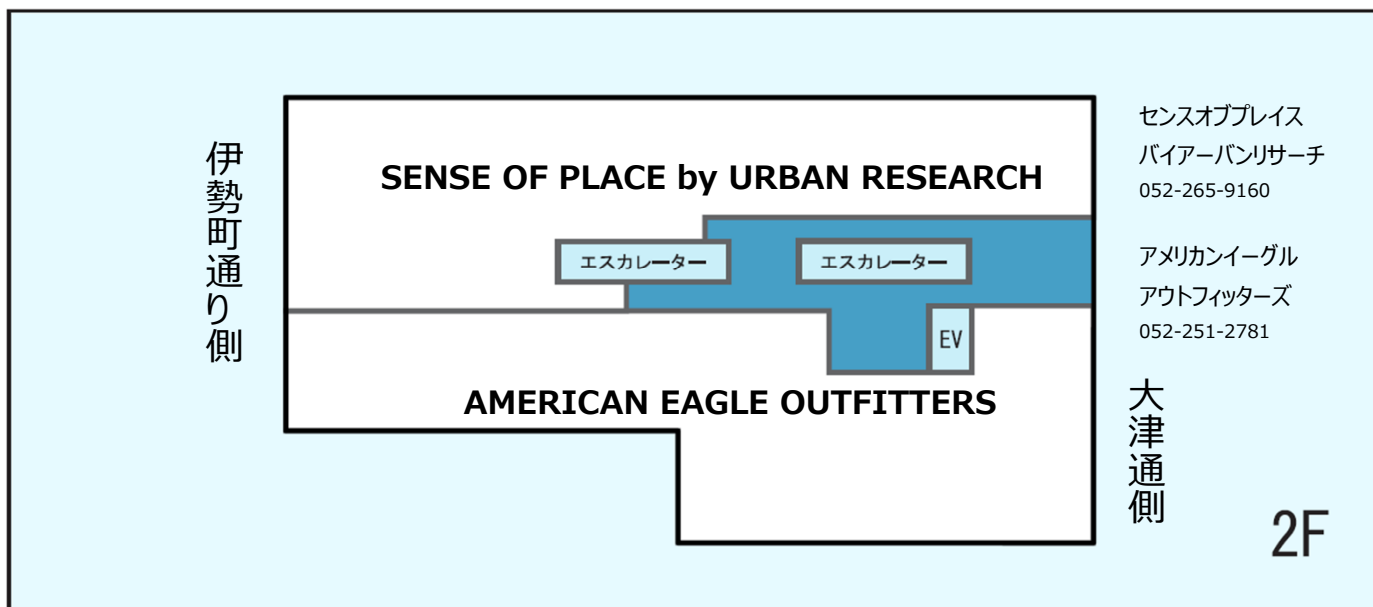 伊勢町通り側
SENSE OF PLACE by URBAN RESEARCH
エスカレーター
エスカレーター
EV
AMERICAN EAGLE OUTFITTERS
センスオブプレイス
バイアーバンリサーチ
052-265-9160
アメリカンイーグル
アウトフィッターズ
052-251-2781
大津通側
2F